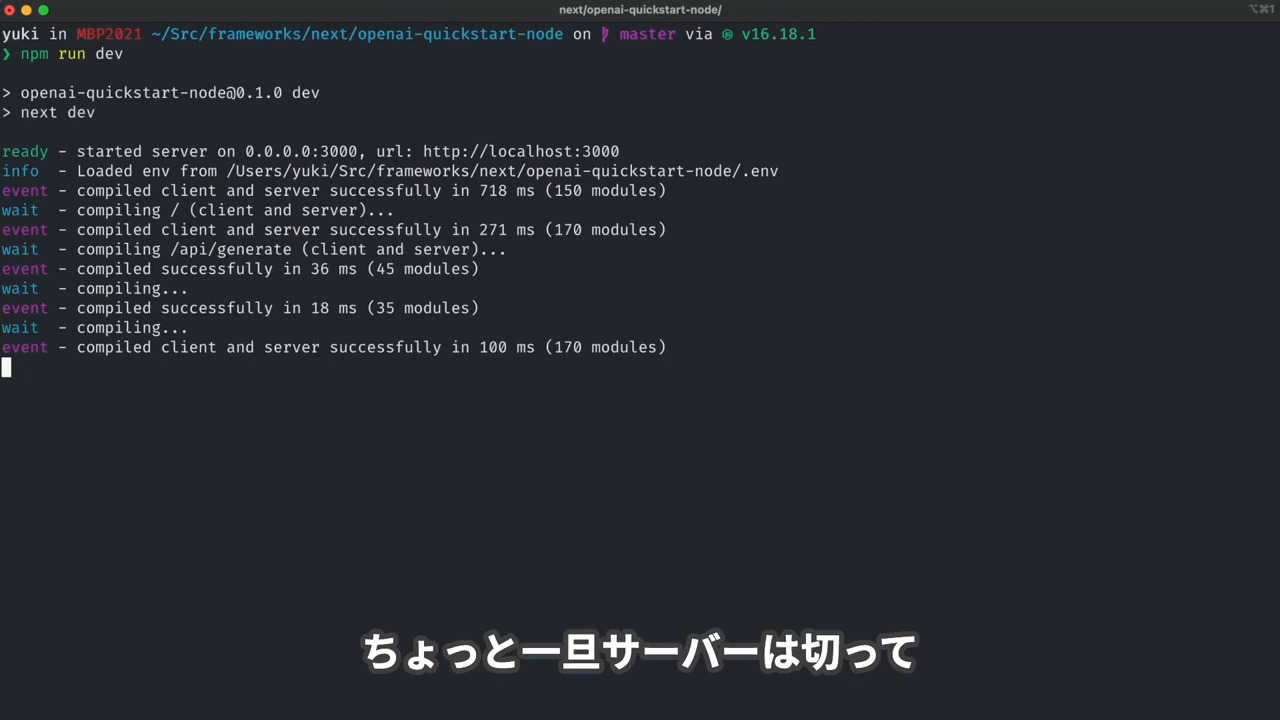 next/openai-quickstart-node/
⌥⌘1
yuki in MBP2021 ~/Src/frameworks/next/openai-quickstart-node on master via v16.18.1
❯ npm run dev
> openai-quickstart-node@0.1.0 dev
> next dev
ready - started server on 0.0.0.0:3000, url: http://localhost:3000
info - Loaded env from /Users/yuki/Src/frameworks/next/openai-quickstart-node/.env
event - compiled client and server successfully in 718 ms (150 modules)
wait - compiling / (client and server)...
event - compiled client and server successfully in 271 ms (170 modules)
wait - compiling /api/generate (client and server)...
event - compiled successfully in 36 ms (45 modules)
wait - compiling...
event - compiled successfully in 18 ms (35 modules)
wait - compiling...
event - compiled client and server successfully in 100 ms (170 modules)
ちょっと一旦サーバーは切って